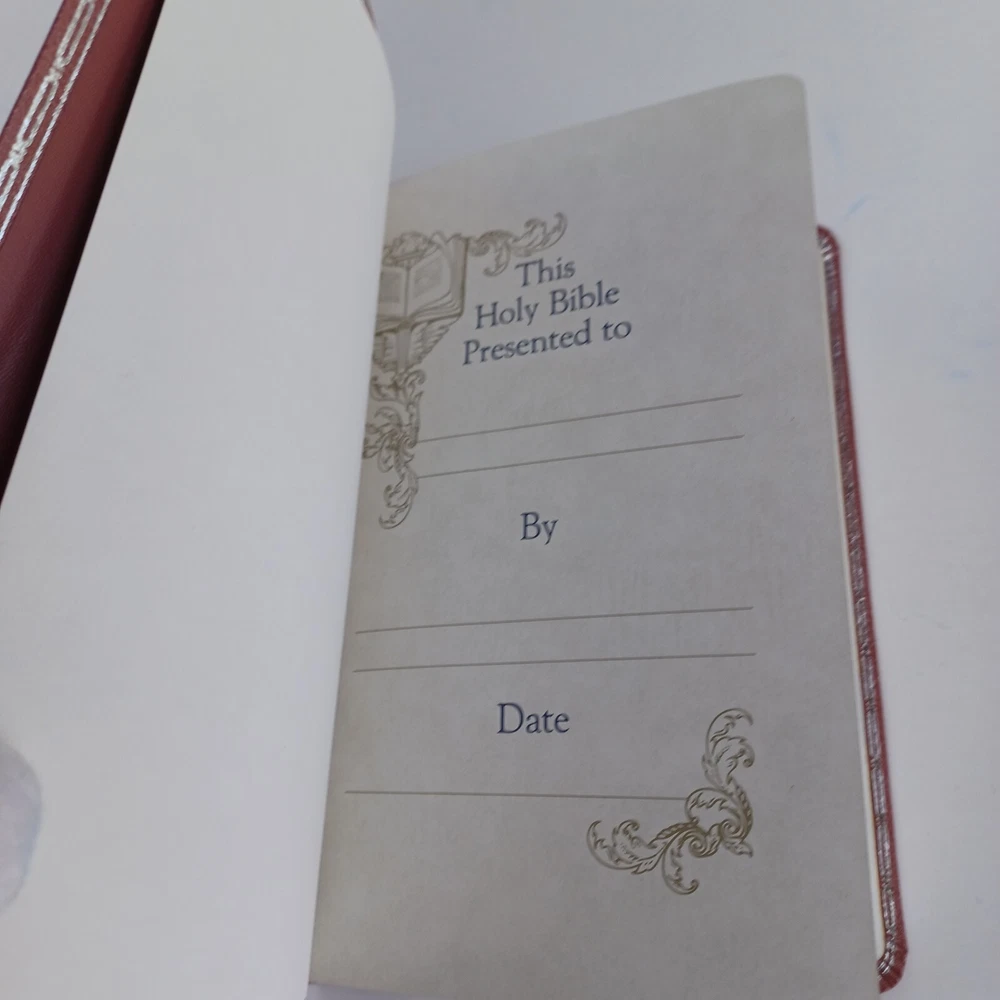 This
Holy Bible
Presented to
By
Date